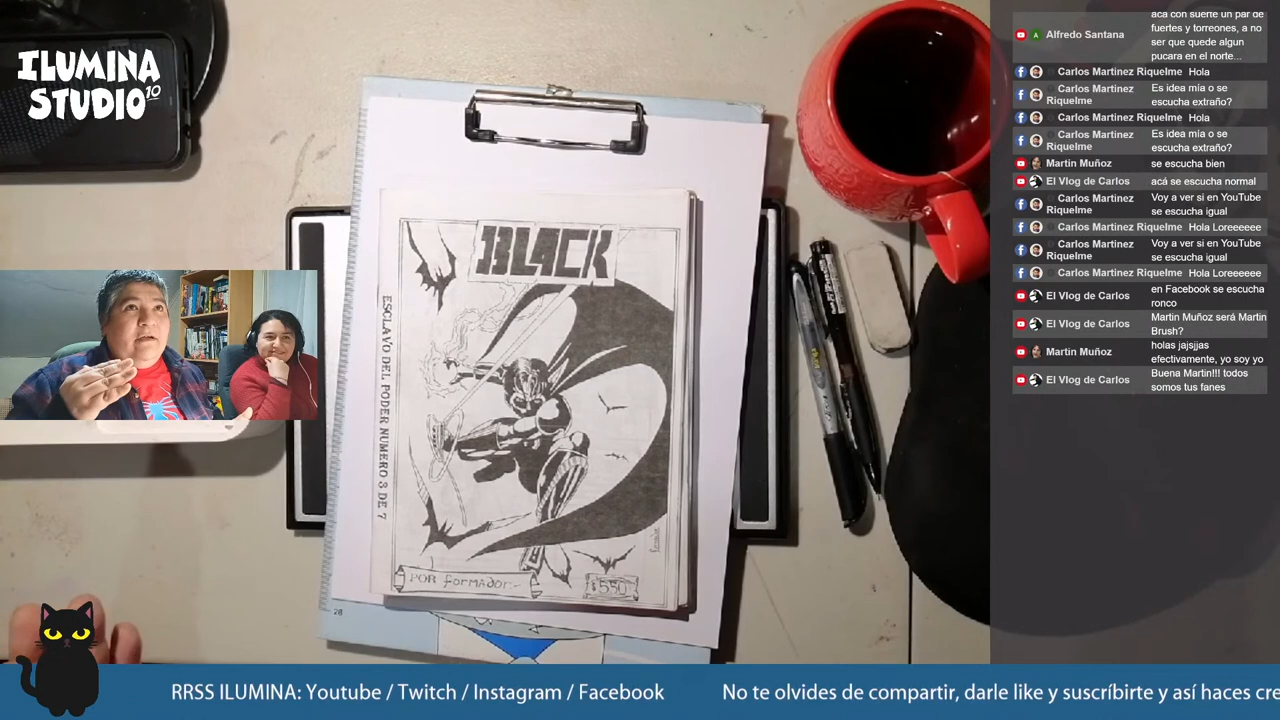 ILUMINA
STUDIO 1.0
BLACK
ESCLAVO DEL PODER NUMERO 3 DE 7
POR formador-
$550
28
acá con suerte un par de
fuertes y torreones, a no
ser que quede algun
pucara en el norte...
Alfredo Santana
Carlos Martinez Riquelme Hola
Carlos Martinez
Riquelme
Es idea mia o se
escucha extraño?
Carlos Martinez Riquelme Hola
Carlos Martinez
Riquelme
Es idea mia o se
escucha extraño?
Martin Muñoz se escucha bien
El Vlog de Carlos acá se escucha normal
Carlos Martinez
Riquelme
Voy a ver si en YouTube
se escucha igual
Carlos Martinez Riquelme Hola Loreeeeee
Carlos Martinez
Riquelme
Voy a ver si en YouTube
se escucha igual
Carlos Martinez Riquelme Hola Loreeeeee
El Vlog de Carlos
en Facebook se escucha
ronco
El Vlog de Carlos
Martin Muñoz será Martin
Brush?
Martin Muñoz
holas jajsjjas
efectivamente, yo soy yo
El Vlog de Carlos
Buena Martin!!! todos
somos tus fanes
RRSS ILUMINA: Youtube / Twitch / Instagram / Facebook
No te olvides de compartir, darle like y suscríbirte y así haces cre